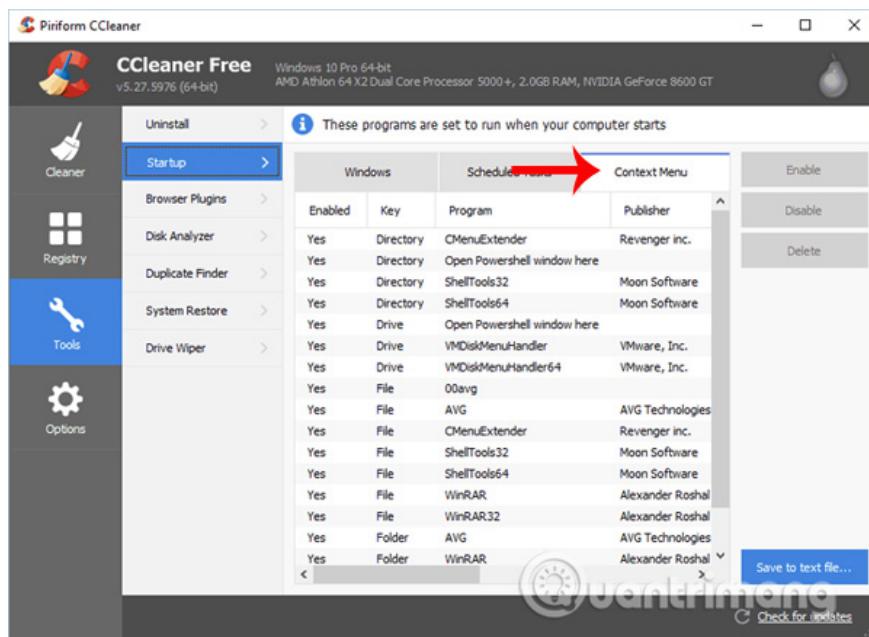 Piriform CCleaner
CCleaner Free
v5.27.5976 (64-bit)
Windows 10 Pro 64-bit
AMD Athlon 64 X2 Dual Core Processor 5000+, 2.0GB RAM, NVIDIA GeForce 8600 GT
Cleaner
Registry
Tools
Options
Uninstall
Startup
Browser Plugins
Disk Analyzer
Duplicate Finder
System Restore
Drive Wiper
These programs are set to run when your computer starts
Windows Scheduled Tasks Context Menu
Enabled Key Program Publisher
Yes Directory CMenuExtender Revenger inc.
Yes Directory Open Powershell window here
Yes Directory ShellTools32 Moon Software
Yes Directory ShellTools64 Moon Software
Yes Drive Open Powershell window here
Yes Drive VMDiskMenuHandler VMware, Inc.
Yes Drive VMDiskMenuHandler64 VMware, Inc.
Yes File 00avg
Yes File AVG AVG Technologies
Yes File CMenuExtender Revenger inc.
Yes File ShellTools32 Moon Software
Yes File ShellTools64 Moon Software
Yes File WinRAR Alexander Roshal
Yes File WinRAR32 Alexander Roshal
Yes Folder AVG AVG Technologies
Yes Folder WinRAR Alexander Roshal
Enable
Disable
Delete
Save to text file...
Quantrimang
Check for updates